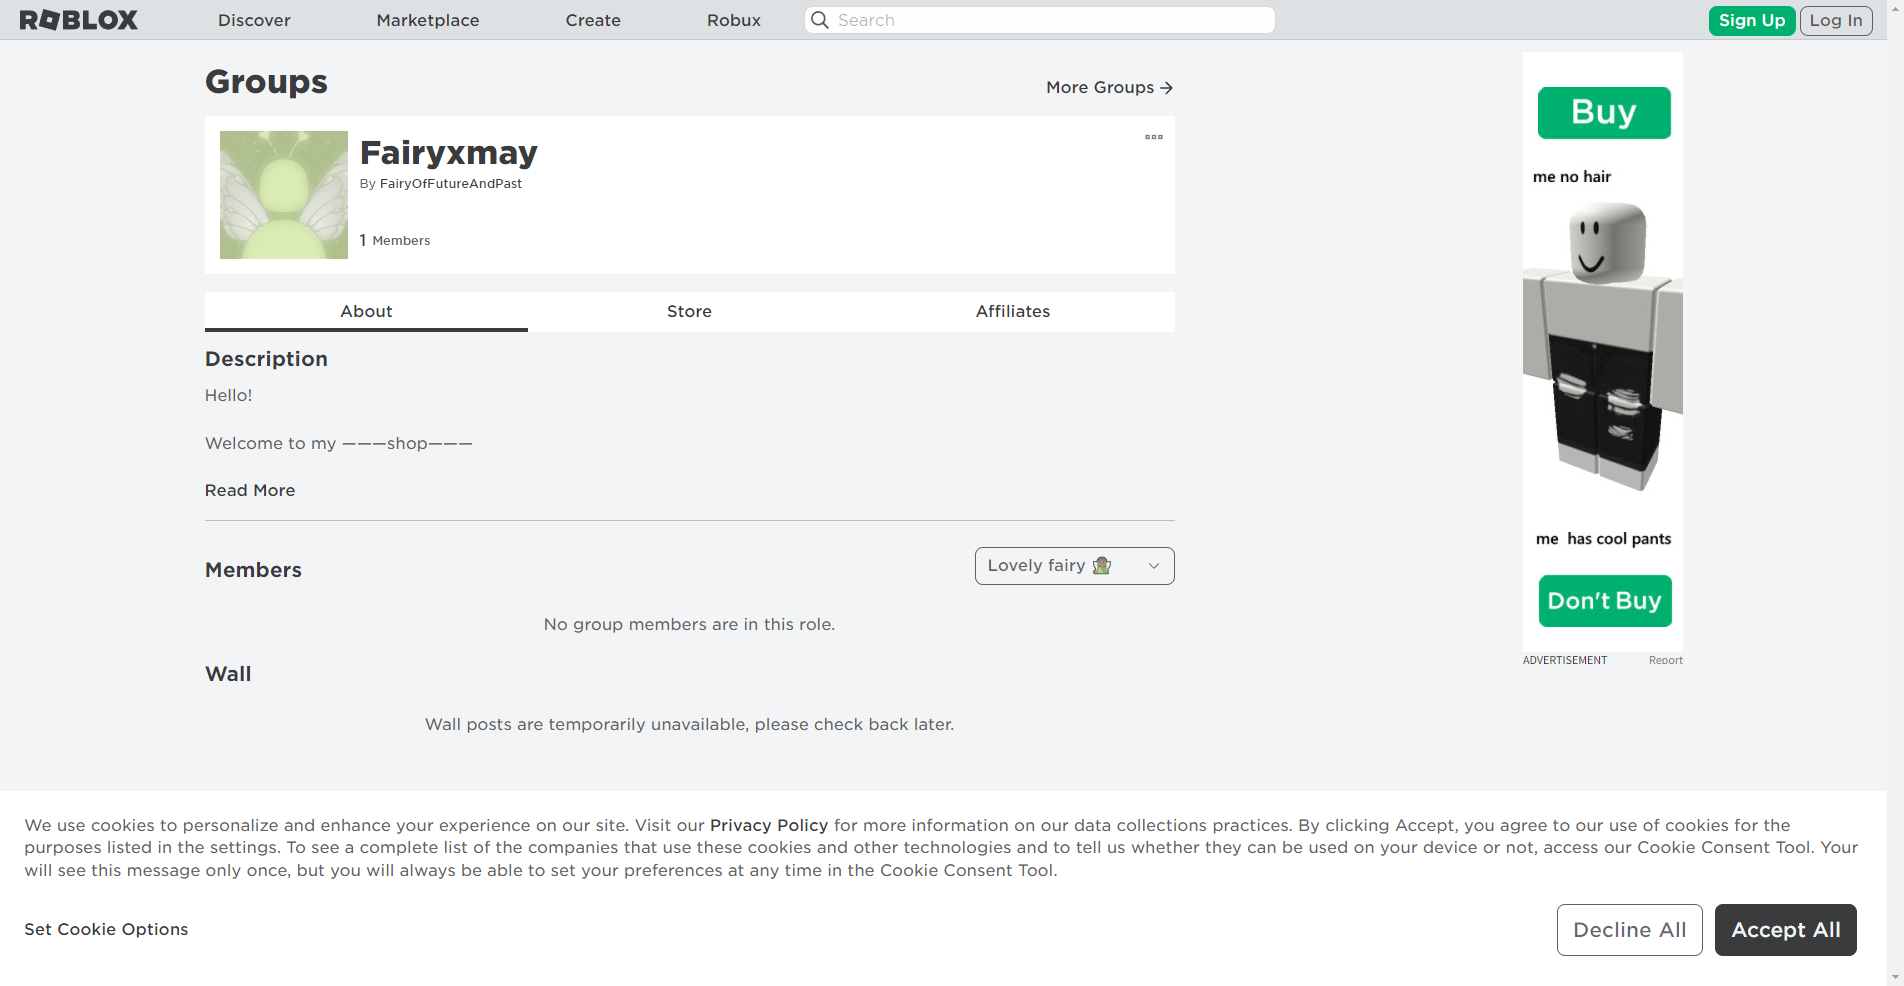 ROBLOX Discover Marketplace Create Robux Search Sign Up Log In
Groups
More Groups
Fairyxmay
By FairyOfFutureAndPast
1 Members
About Store Affiliates
Description
Hello!
Welcome to my ———shop———
Read More
Members
Lovely fairy
No group members are in this role.
Wall
Wall posts are temporarily unavailable, please check back later.
Buy
me no hair
me has cool pants
Don't Buy
ADVERTISEMENT Report
We use cookies to personalize and enhance your experience on our site. Visit our Privacy Policy for more information on our data collections practices. By clicking Accept, you agree to our use of cookies for the
purposes listed in the settings. To see a complete list of the companies that use these cookies and other technologies and to tell us whether they can be used on your device or not, access our Cookie Consent Tool. Your
will see this message only once, but you will always be able to set your preferences at any time in the Cookie Consent Tool.
Set Cookie Options
Decline All Accept All